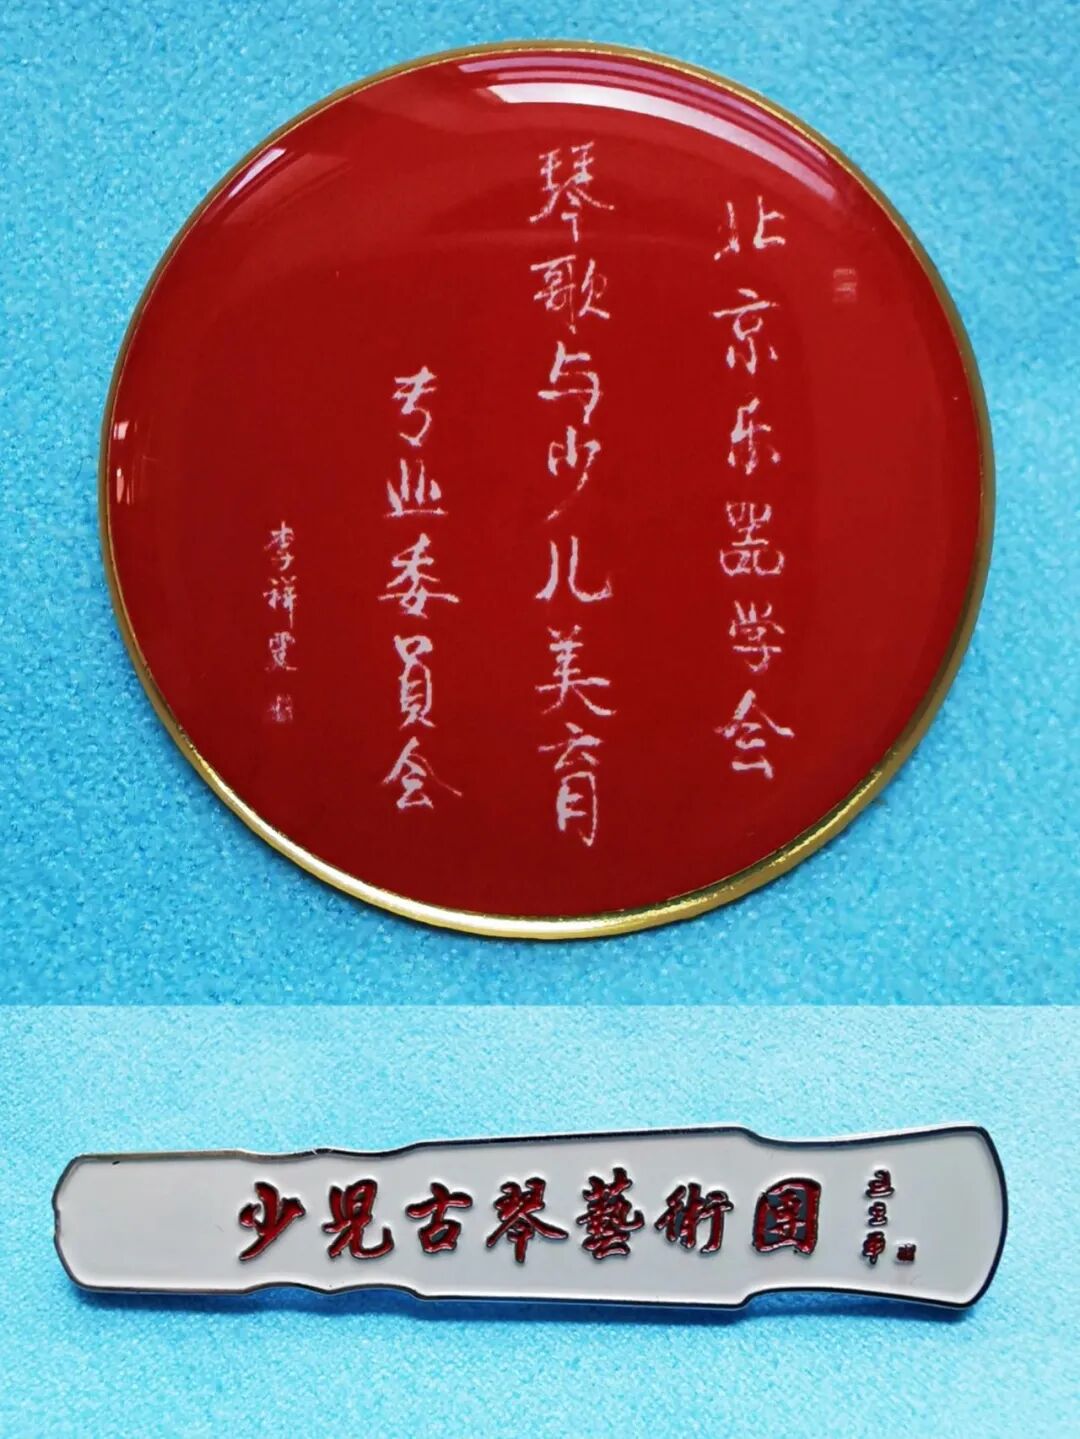 北京乐器学会
琴歌与少儿美育
专业委员会
李祥霆
少兒古琴藝術團